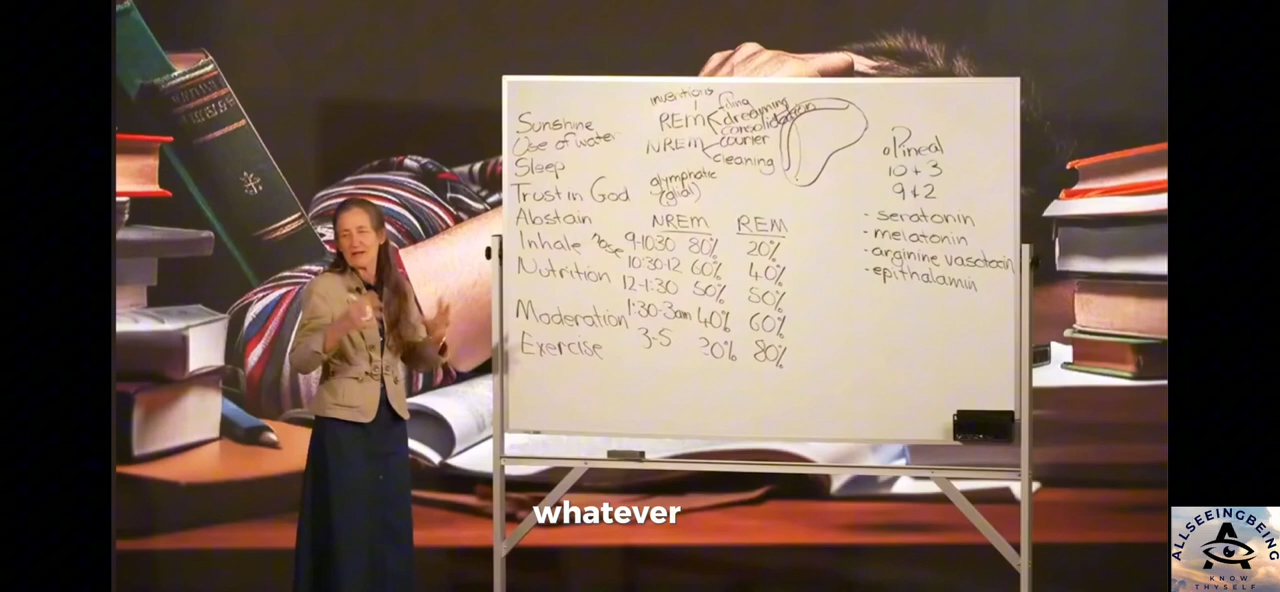 Sunshine
Use of water
Sleep
Trust in God
Abstain
Inhale
Nutrition
Moderation
Exercise
inventions
REM
filing
dreaming
consolidation
NREM
courier
cleaning
glymphatic
(glial)
NREM REM
nose 9-10:30 80% 20%
10:30-12 60% 40%
12-1:30 50% 50%
1:30-3am 40% 60%
3-5 20% 80%
Pineal
10+3
9+2
- seratonin
- melatonin
- arginine vasotocin
- epithalamin
whatever
ALLSEEINGBEING
KNOW
THYSELF